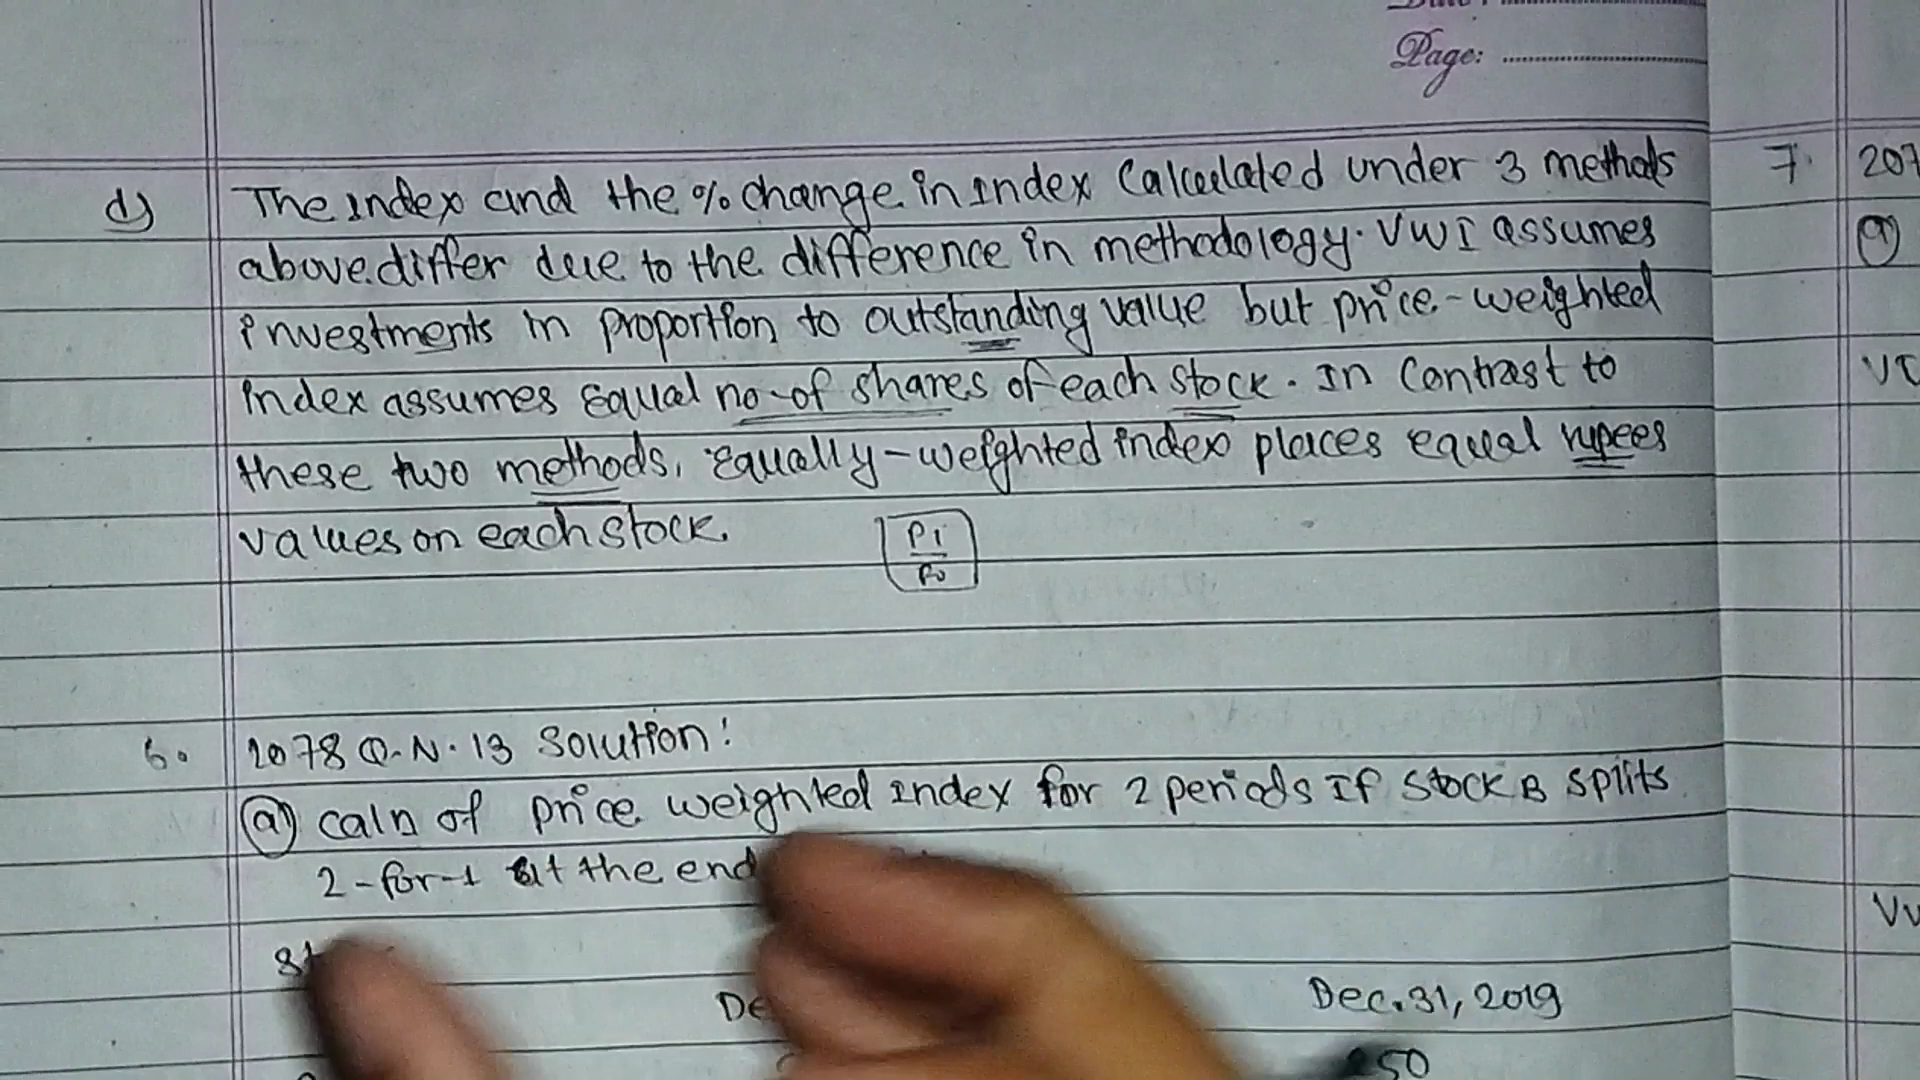 Page:
d) The index and the % change in index calculated under 3 methods
above differ due to the difference in methodology. VWI assumes
investments in proportion to outstanding value but price-weighted
index assumes equal no. of shares of each stock. In contrast to
these two methods, equally-weighted index places equal rupees
values on each stock.
P1
P0
6. 2078 Q.N.13 Solution:
(a) caln of price weighted index for 2 periods if stock B splits
2-for-1 at the end
Dec.31, 2019
50
7. 207
(a)